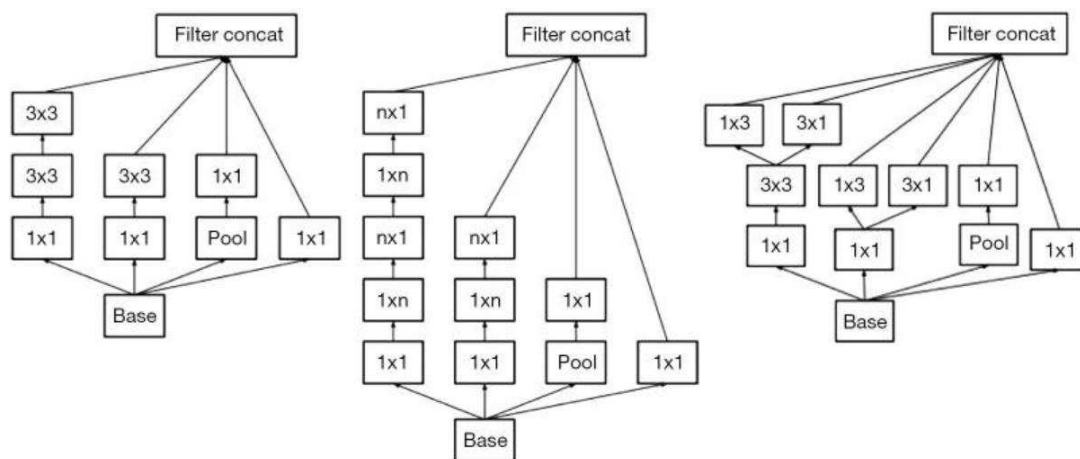 Filter concat
3x3
3x3
3x3
1x1
1x1
1x1
Pool
1x1
Base
Filter concat
nx1
1xn
nx1
nx1
1xn
1xn
1x1
1x1
1x1
Pool
1x1
Base
Filter concat
1x3
3x1
3x3
1x3
3x1
1x1
1x1
1x1
Pool
1x1
Base